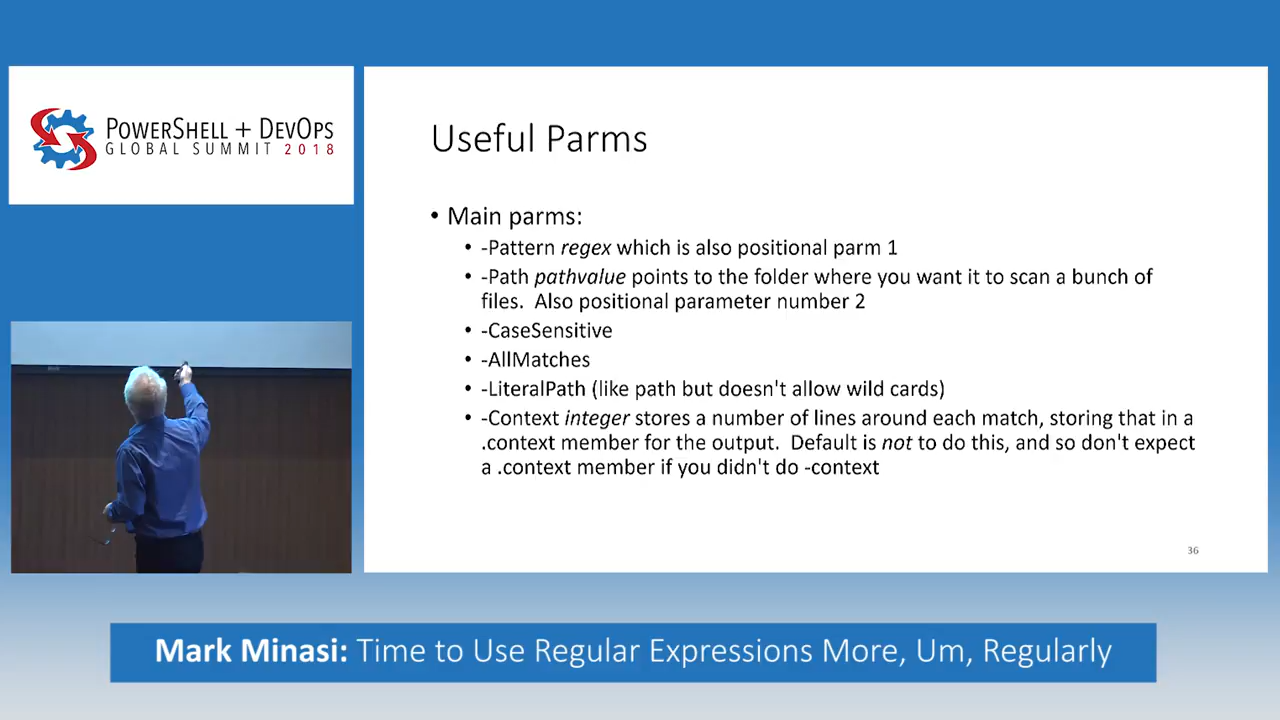 POWERSHELL + DEVOPS
GLOBAL SUMMIT 2018
Useful Parms
• Main parms:
• -Pattern regex which is also positional parm 1
• -Path pathvalue points to the folder where you want it to scan a bunch of
files. Also positional parameter number 2
• -CaseSensitive
• -AllMatches
• -LiteralPath (like path but doesn't allow wild cards)
• -Context integer stores a number of lines around each match, storing that in a
.context member for the output. Default is not to do this, and so don't expect
a .context member if you didn't do -context
36
Mark Minasi: Time to Use Regular Expressions More, Um, Regularly